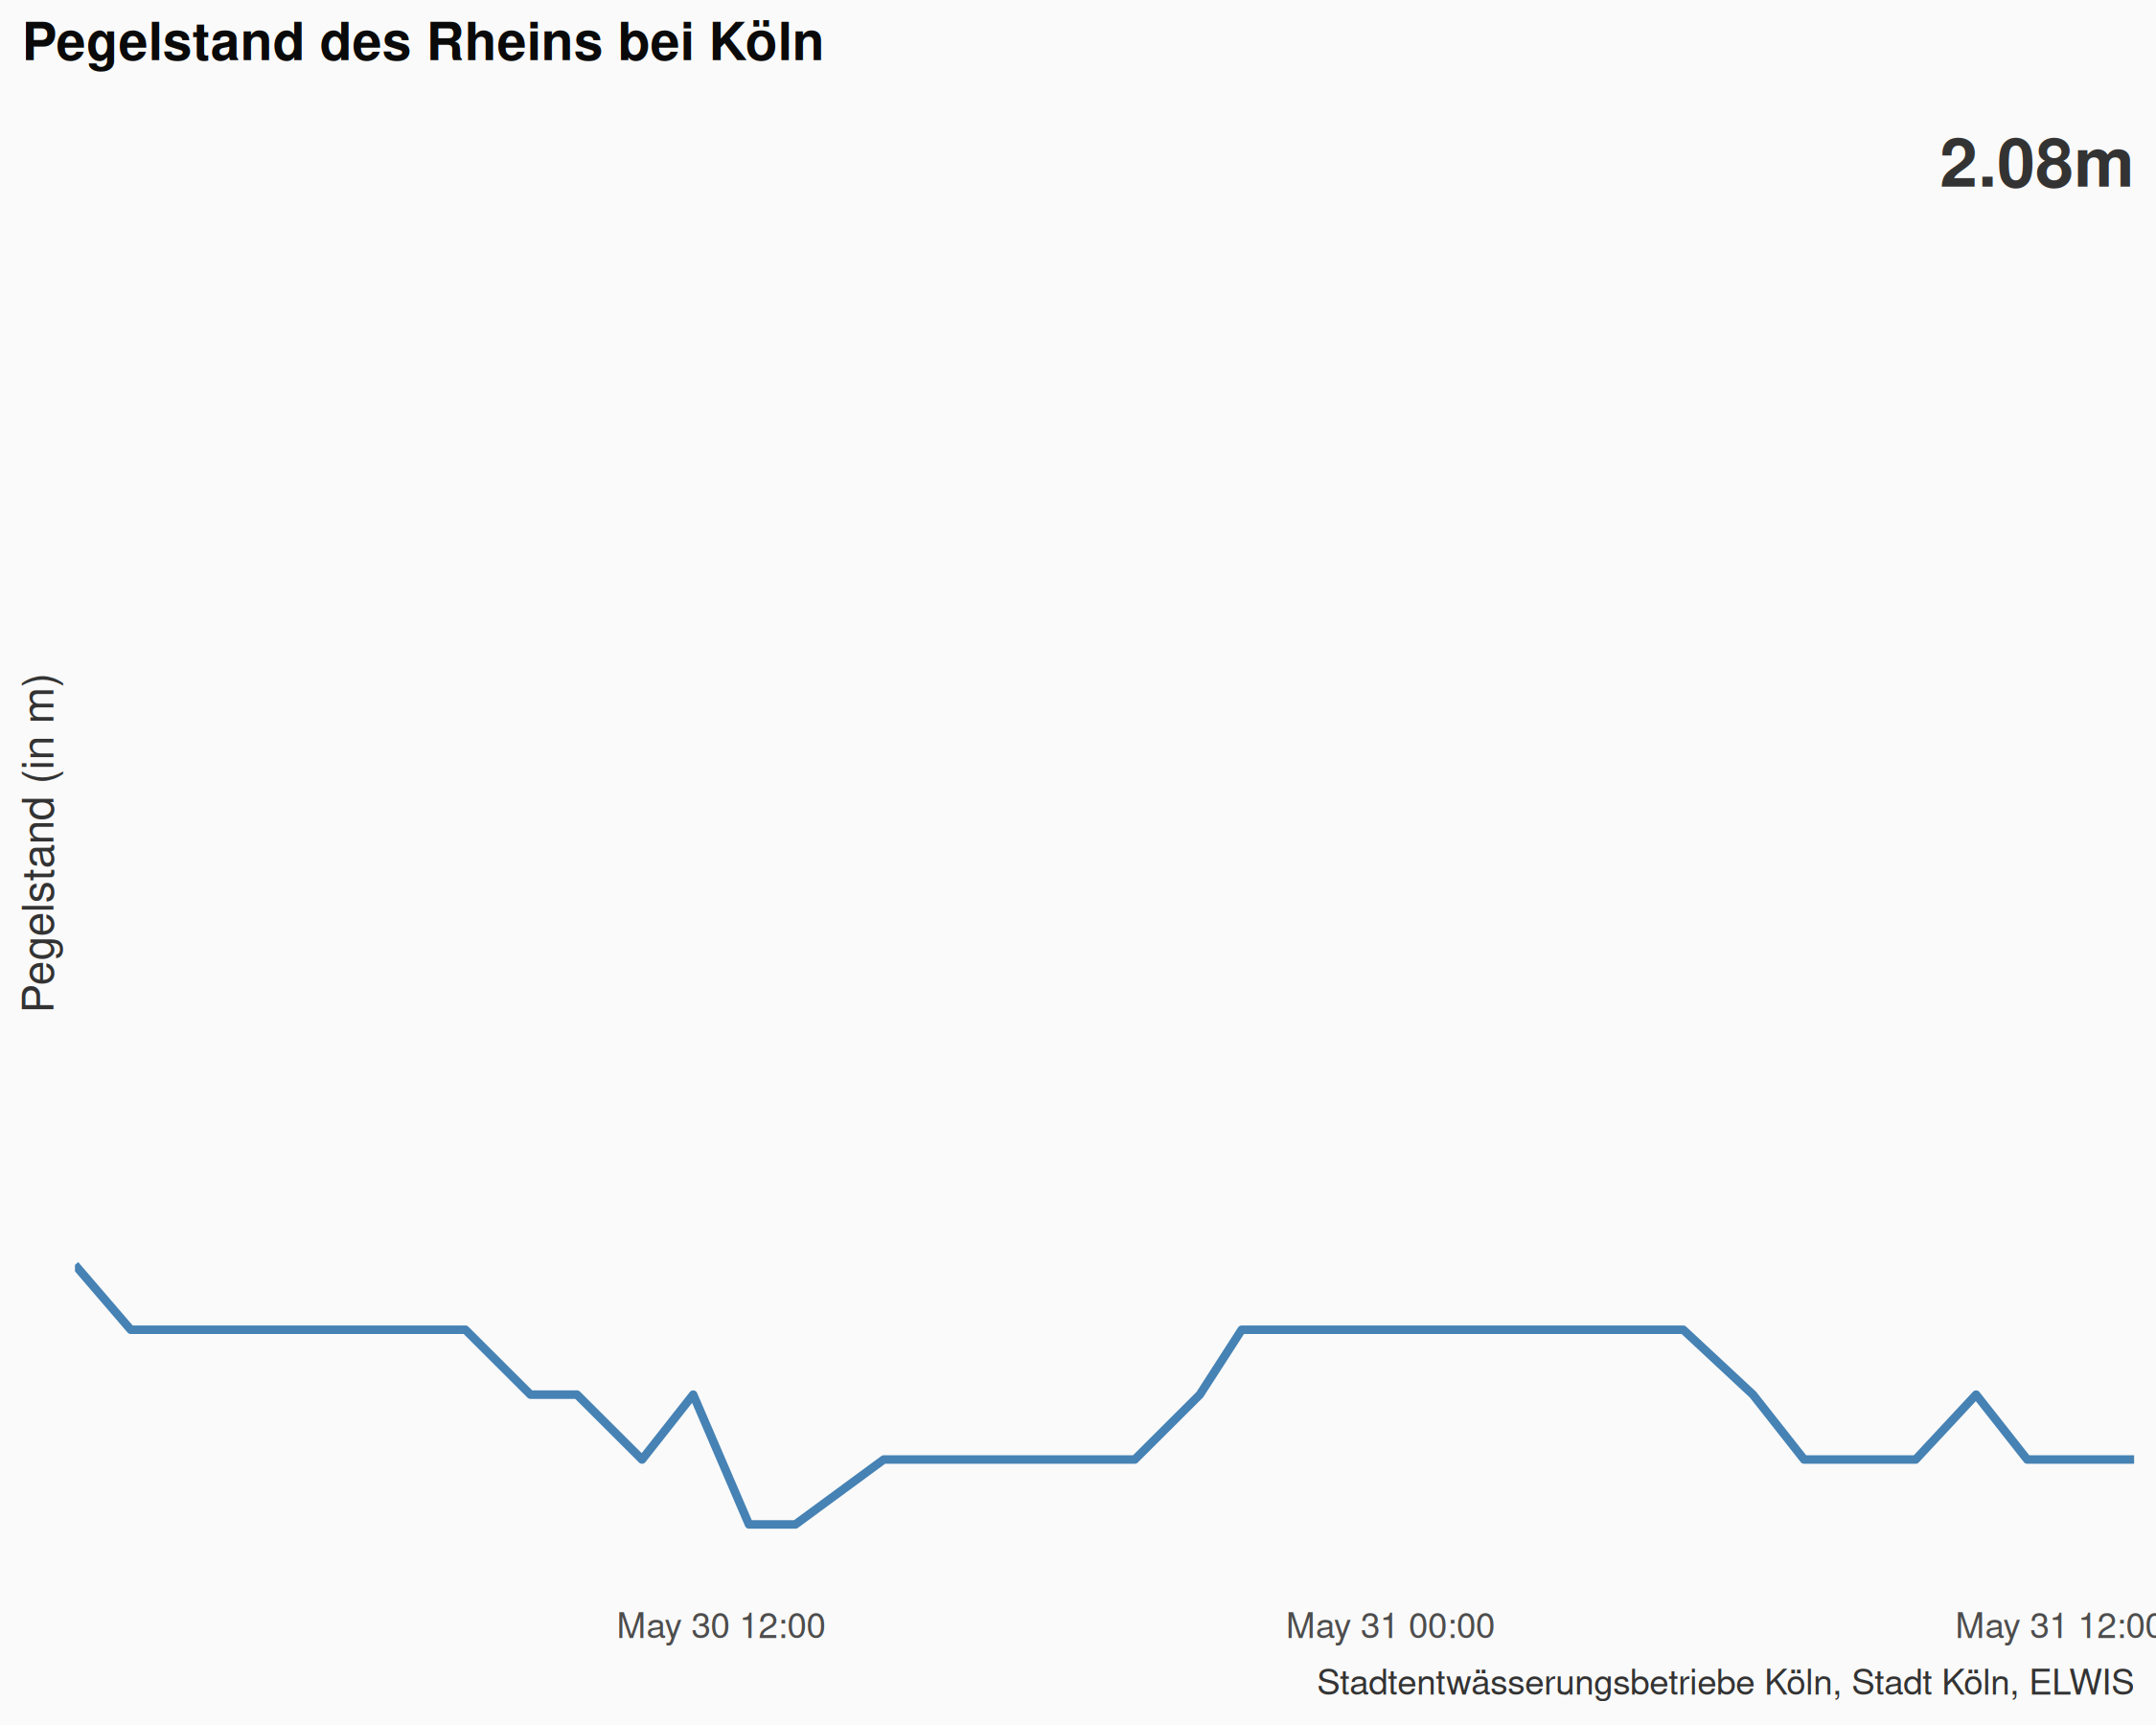 Pegelstand des Rheins bei Köln
2.08m
Pegelstand (in m)
May 30 12:00
May 31 00:00
May 31 12:00
Stadtentwässerungsbetriebe Köln, Stadt Köln, ELWIS